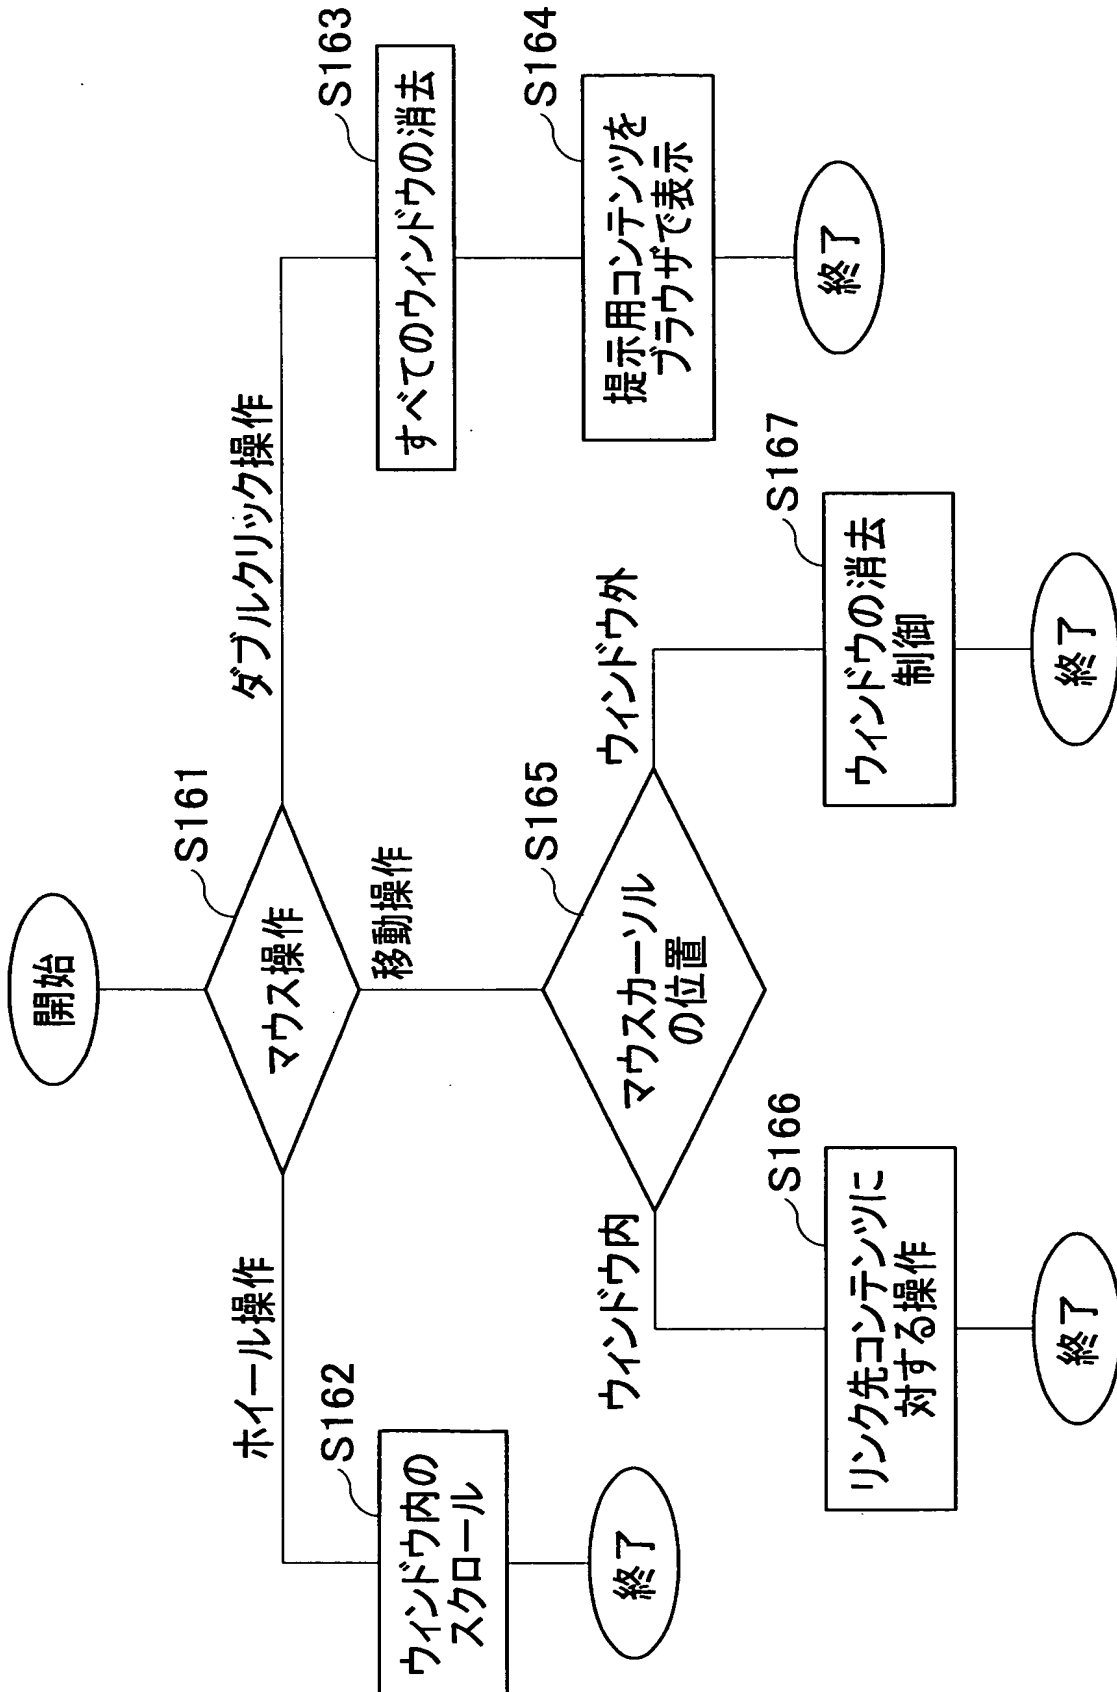 開始
S161
マウス操作
ホイール操作
移動操作
ダブルクリック操作
S162
ウィンドウ内の
スクロール
終了
S163
すべてのウィンドウの消去
S164
提示用コンテンツを
ブラウザで表示
終了
S165
マウスカーソル
の位置
ウィンドウ内
ウィンドウ外
S166
リンク先コンテンツに
対する操作
終了
S167
ウィンドウの消去
制御
終了